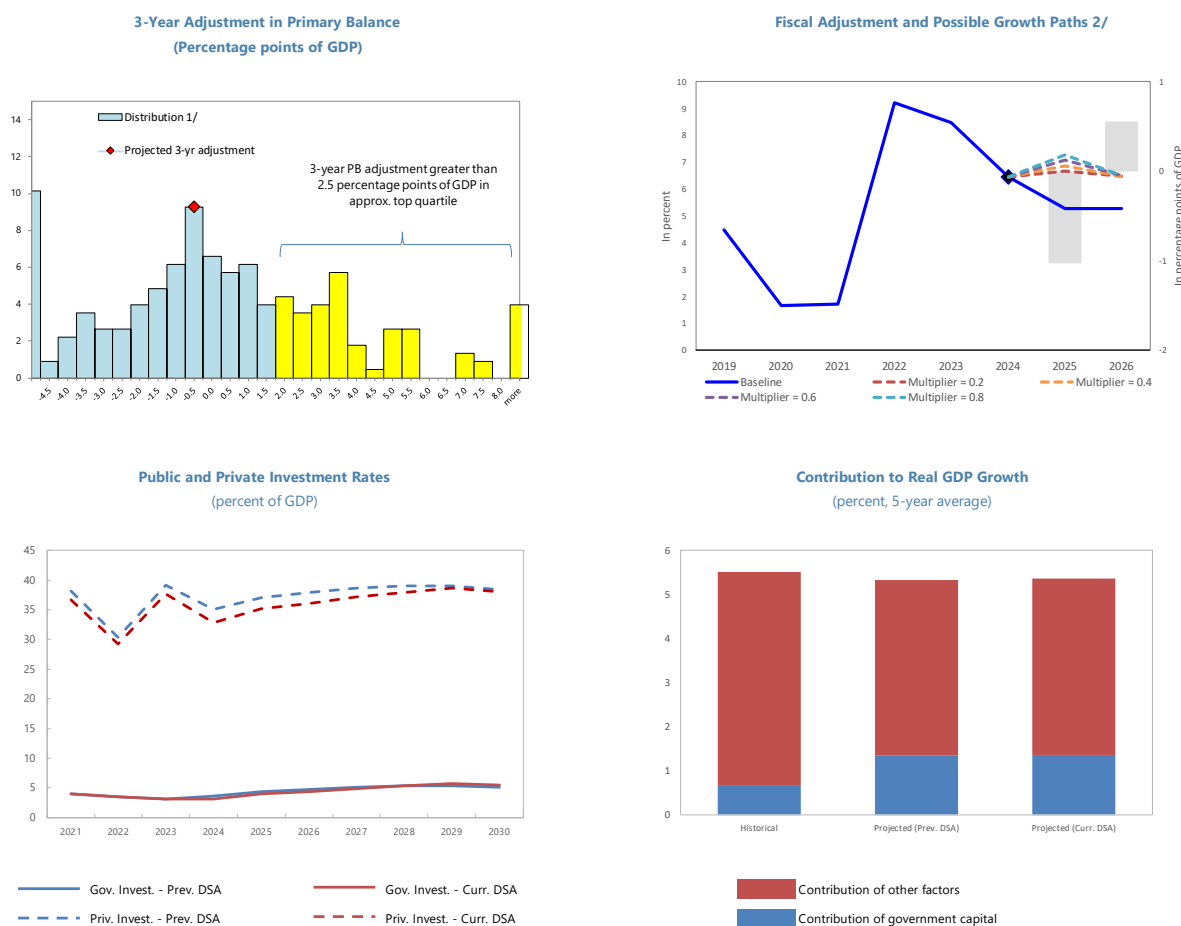 3-Year Adjustment in Primary Balance
(Percentage points of GDP)
14
12
10
8
6
4
2
0
Distribution 1/
Projected 3-yr adjustment
3-year PB adjustment greater than
2.5 percentage points of GDP in
approx. top quartile
-4.5
-4.0
-3.5
-3.0
-2.5
-2.0
-1.5
-1.0
-0.5
0.0
0.5
1.0
1.5
2.0
2.5
3.0
3.5
4.0
4.5
5.0
5.5
6.0
6.5
7.0
7.5
8.0
more
Fiscal Adjustment and Possible Growth Paths 2/
In percent
10
9
8
7
6
5
4
3
2
1
0
1
0
-1
-2
In percentage points of GDP
2019 2020 2021 2022 2023 2024 2025 2026
Baseline Multiplier = 0.2 Multiplier = 0.4
Multiplier = 0.6 Multiplier = 0.8
Public and Private Investment Rates
(percent of GDP)
45
40
35
30
25
20
15
10
5
0
2021 2022 2023 2024 2025 2026 2027 2028 2029 2030
Gov. Invest. - Prev. DSA Gov. Invest. - Curr. DSA
Priv. Invest. - Prev. DSA Priv. Invest. - Curr. DSA
Contribution to Real GDP Growth
(percent, 5-year average)
6
5
4
3
2
1
0
Historical Projected (Prev. DSA) Projected (Curr. DSA)
Contribution of other factors
Contribution of government capital